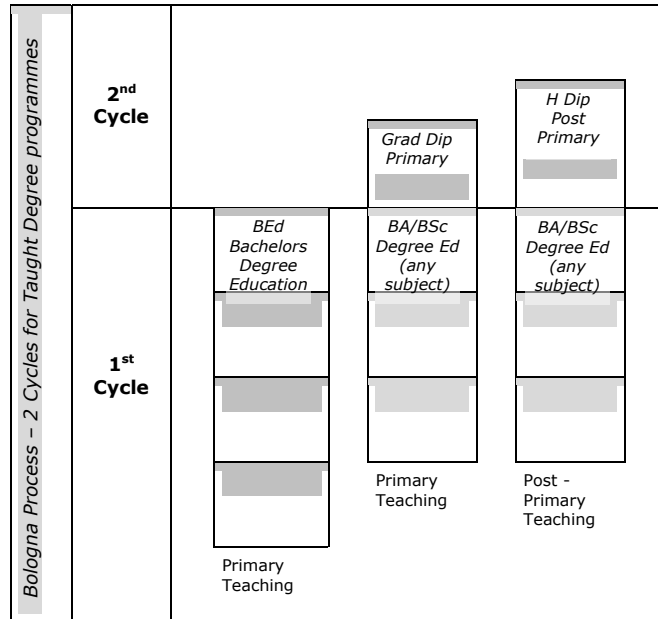 Bologna Process – 2 Cycles for Taught Degree programmes
2nd
Cycle
H Dip
Post
Primary
Grad Dip
Primary
BEd
Bachelors
Degree
Education
BA/BSc
Degree Ed
(any
subject)
BA/BSc
Degree Ed
(any
subject)
1st
Cycle
Primary
Teaching
Post -
Primary
Teaching
Primary
Teaching